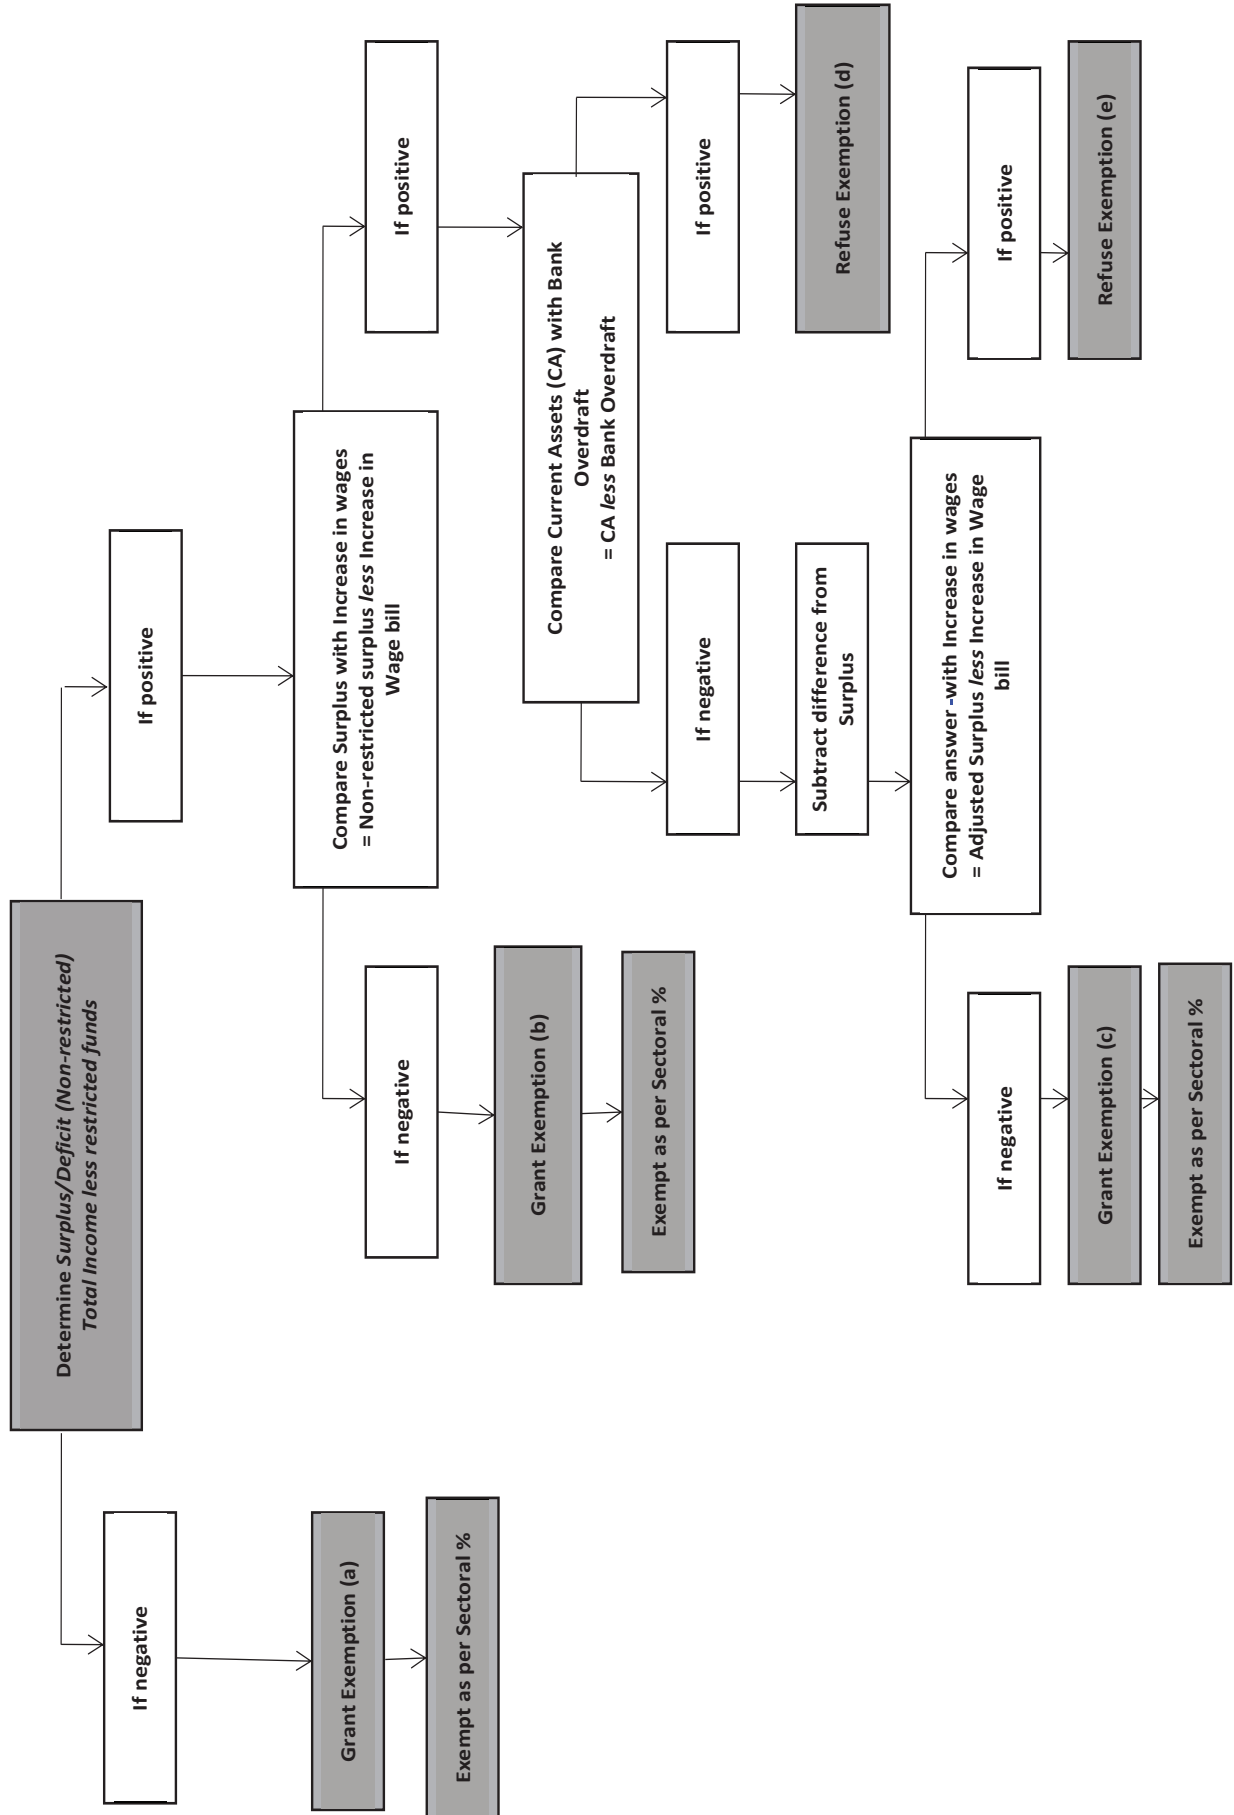 Determine Surplus/Deficit (Non-restricted)
Total Income less restricted funds
If negative
Grant Exemption (a)
Exempt as per Sectoral %
If positive
Compare Surplus with Increase in wages
= Non-restricted surplus less Increase in
Wage bill
If negative
Grant Exemption (b)
Exempt as per Sectoral %
If positive
Compare Current Assets (CA) with Bank
Overdraft
= CA less Bank Overdraft
If negative
Subtract difference from
Surplus
If positive
Refuse Exemption (d)
Compare answer-with Increase in wages
= Adjusted Surplus less Increase in Wage
bill
If negative
Grant Exemption (c)
Exempt as per Sectoral %
If positive
Refuse Exemption (e)